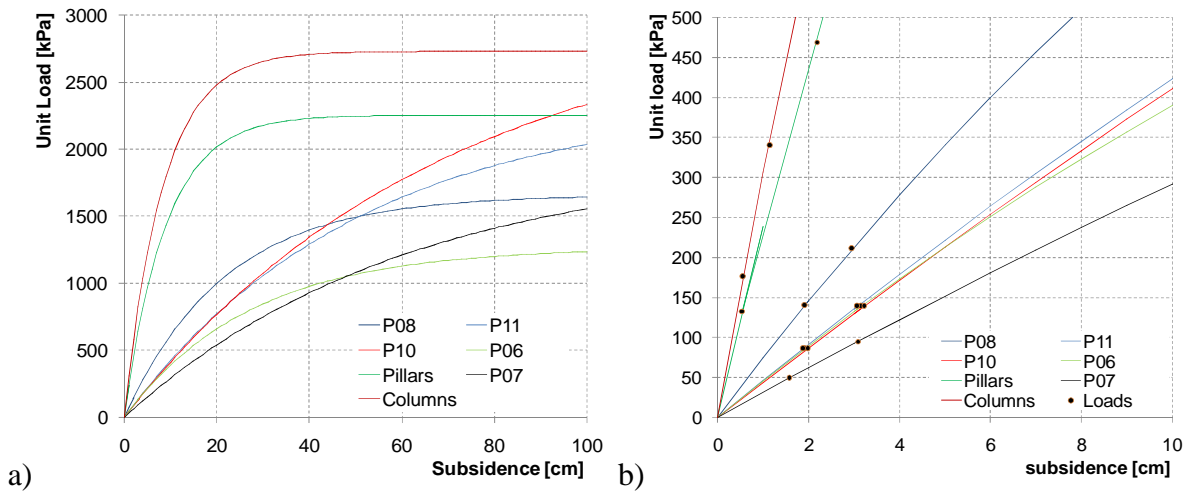 Unit Load [kPa]
3000
2500
2000
1500
1000
500
0
0 20 40 60 80 100
Subsidence [cm]
P08 P11
P10 P06
Pillars P07
Columns
a)
Unit load [kPa]
500
450
400
350
300
250
200
150
100
50
0
0 2 4 6 8 10
subsidence [cm]
P08 P11
P10 P06
Pillars P07
Columns Loads
b)